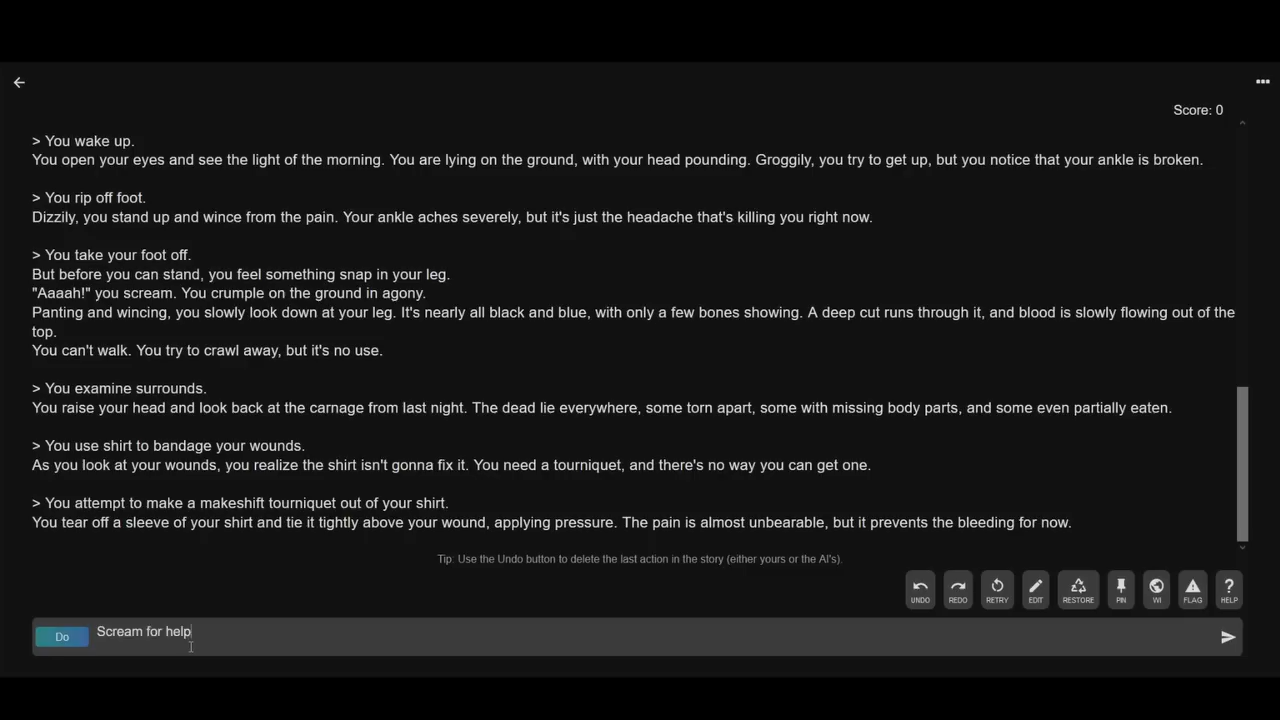 Score: 0
> You wake up.
You open your eyes and see the light of the morning. You are lying on the ground, with your head pounding. Groggily, you try to get up, but you notice that your ankle is broken.
> You rip off foot.
Dizzily, you stand up and wince from the pain. Your ankle aches severely, but it's just the headache that's killing you right now.
> You take your foot off.
But before you can stand, you feel something snap in your leg.
"Aaaah!" you scream. You crumple on the ground in agony.
Panting and wincing, you slowly look down at your leg. It's nearly all black and blue, with only a few bones showing. A deep cut runs through it, and blood is slowly flowing out of the
top.
You can't walk. You try to crawl away, but it's no use.
> You examine surrounds.
You raise your head and look back at the carnage from last night. The dead lie everywhere, some torn apart, some with missing body parts, and some even partially eaten.
> You use shirt to bandage your wounds.
As you look at your wounds, you realize the shirt isn't gonna fix it. You need a tourniquet, and there's no way you can get one.
> You attempt to make a makeshift tourniquet out of your shirt.
You tear off a sleeve of your shirt and tie it tightly above your wound, applying pressure. The pain is almost unbearable, but it prevents the bleeding for now.
Tip: Use the Undo button to delete the last action in the story (either yours or the AI's).
UNDO REDO RETRY EDIT RESTORE PIN WI FLAG HELP
Do Scream for help